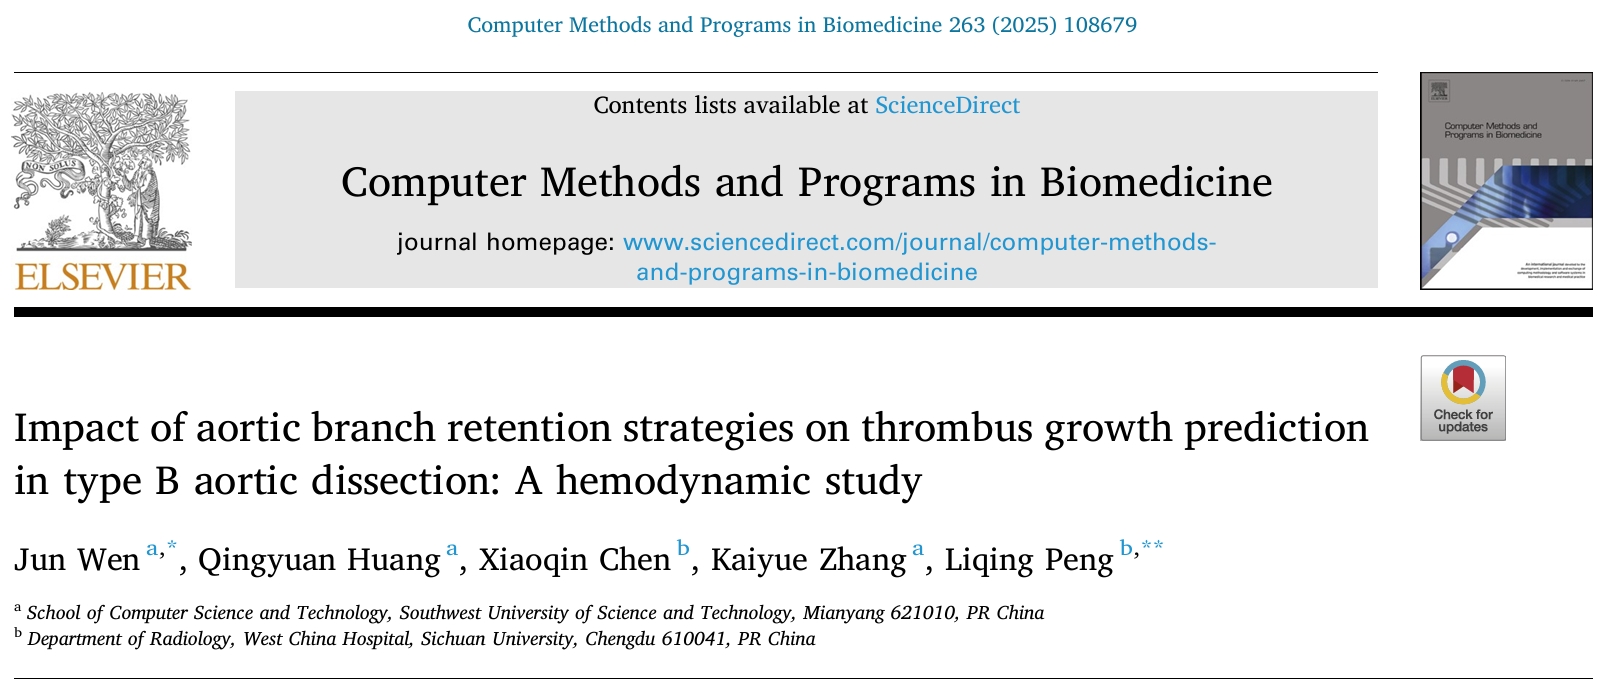 Computer Methods and Programs in Biomedicine 263 (2025) 108679
Contents lists available at ScienceDirect
Computer Methods and Programs in Biomedicine
journal homepage: www.sciencedirect.com/journal/computer-methods-
and-programs-in-biomedicine
NON SOLUS
ELSEVIER
Computer Methods and
Programs in Biomedicine
Check for
updates
Impact of aortic branch retention strategies on thrombus growth prediction
in type B aortic dissection: A hemodynamic study
Jun Wen a,*, Qingyuan Huang a, Xiaoqin Chen b, Kaiyue Zhang a, Liqing Peng b,**
a School of Computer Science and Technology, Southwest University of Science and Technology, Mianyang 621010, PR China
b Department of Radiology, West China Hospital, Sichuan University, Chengdu 610041, PR China